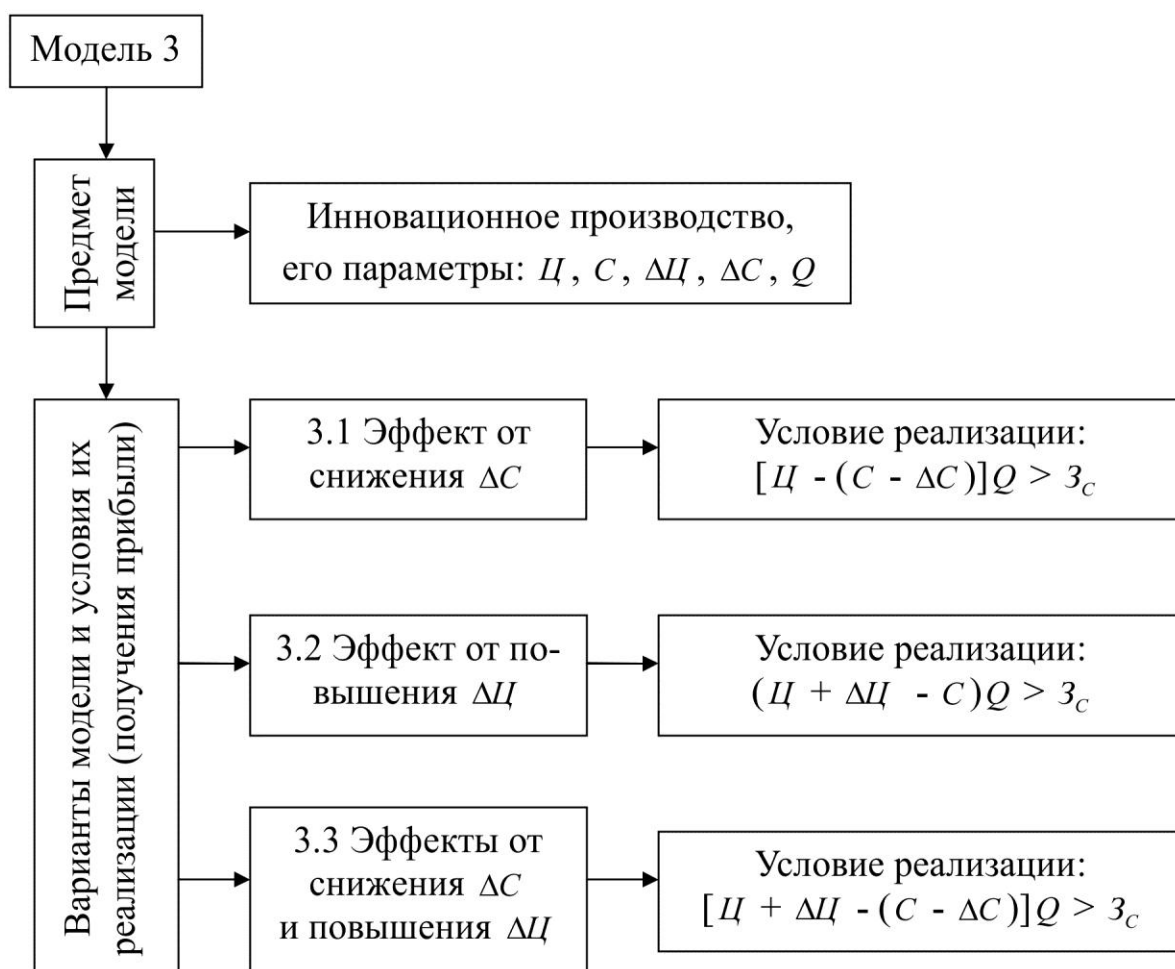 Модель 3
Предмет
модели
Инновационное производство,
его параметры: Ц, С, ΔЦ, ΔС, Q
Варианты модели и условия их
реализации (получения прибыли)
3.1 Эффект от
снижения ΔС
Условие реализации:
[Ц - (С - ΔС)]Q > З_С
3.2 Эффект от по-
вышения ΔЦ
Условие реализации:
(Ц + ΔЦ - С)Q > З_С
3.3 Эффекты от
снижения ΔС
и повышения ΔЦ
Условие реализации:
[Ц + ΔЦ - (С - ΔС)]Q > З_С